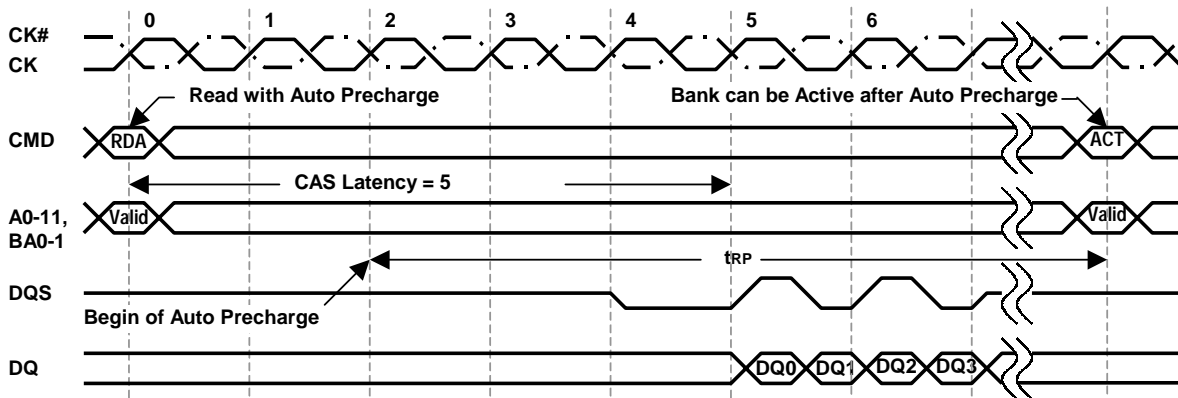 0 1 2 3 4 5 6
CK#
CK
Read with Auto Precharge
Bank can be Active after Auto Precharge
CMD
RDA
ACT
CAS Latency = 5
A0-11,
BA0-1
Valid
Valid
tRP
DQS
Begin of Auto Precharge
DQ
DQ0 DQ1 DQ2 DQ3